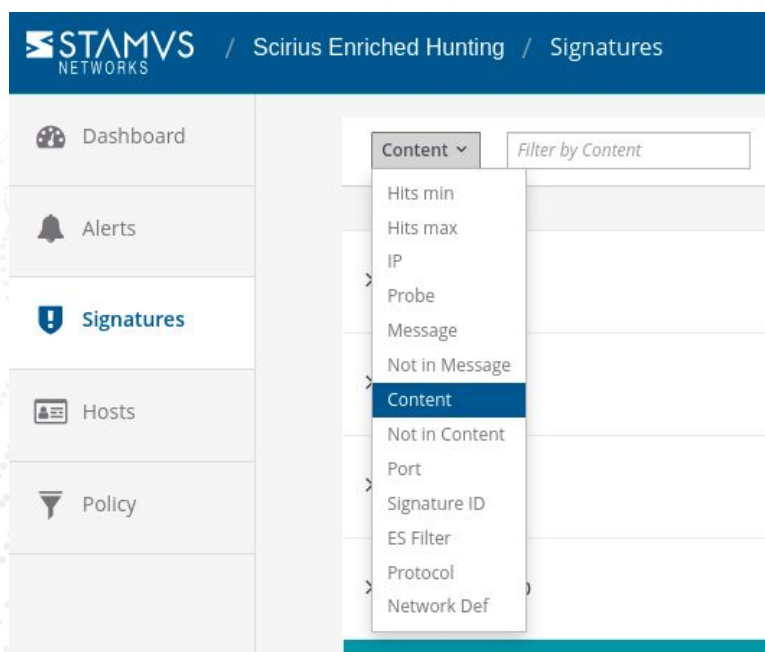 STAMVS
NETWORKS
/ Scirius Enriched Hunting / Signatures
Dashboard
Alerts
Signatures
Hosts
Policy
Content
Filter by Content
Hits min
Hits max
IP
Probe
Message
Not in Message
Content
Not in Content
Port
Signature ID
ES Filter
Protocol
Network Def